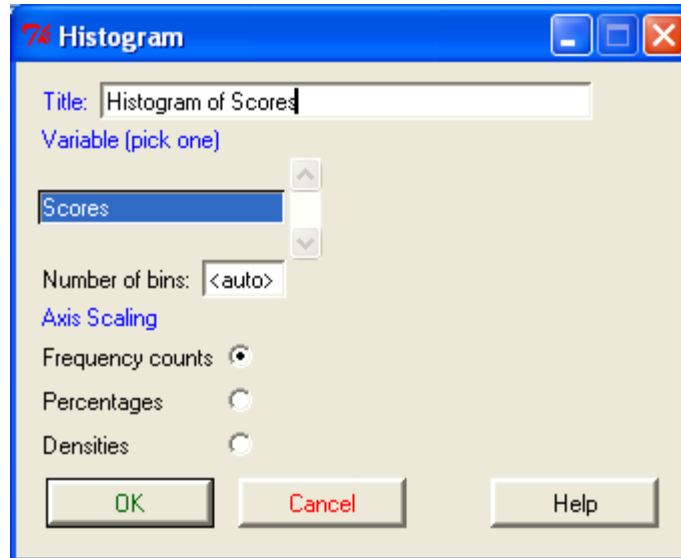 Histogram
Title: Histogram of Scores
Variable (pick one)
Scores
Number of bins: <auto>
Axis Scaling
Frequency counts
Percentages
Densities
OK Cancel Help